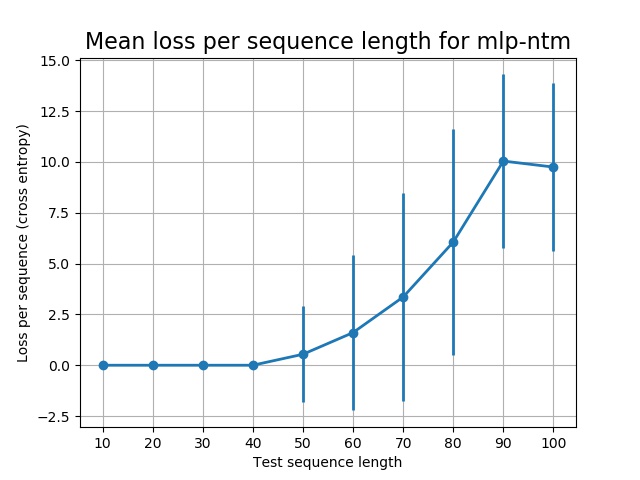 Mean loss per sequence length for mlp-ntm
Loss per sequence (cross entropy)
15.0
12.5
10.0
7.5
5.0
2.5
0.0
−2.5
10 20 30 40 50 60 70 80 90 100
Test sequence length